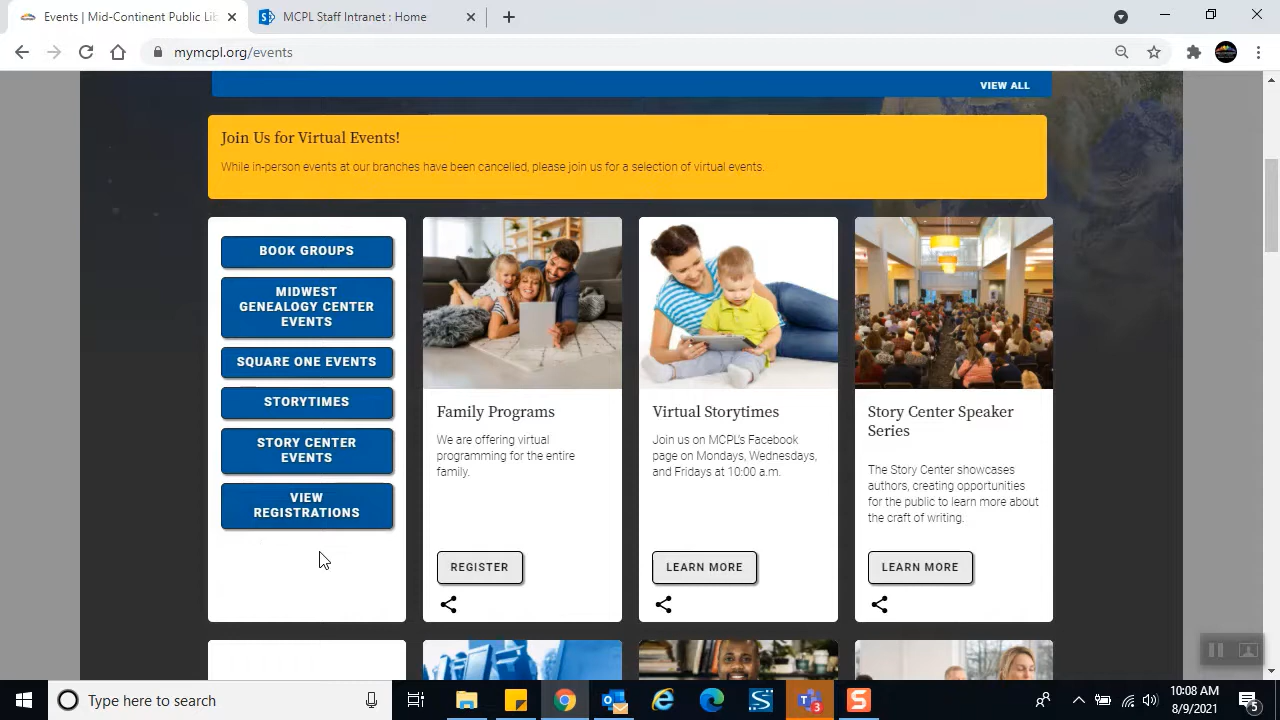 Events | Mid-Continent Public Lib
MCPL Staff Intranet : Home
mymcpl.org/events
VIEW ALL
Join Us for Virtual Events!
While in-person events at our branches have been cancelled, please join us for a selection of virtual events.
BOOK GROUPS
MIDWEST
GENEALOGY CENTER
EVENTS
SQUARE ONE EVENTS
STORYTIMES
STORY CENTER
EVENTS
VIEW
REGISTRATIONS
Family Programs
We are offering virtual
programming for the entire
family.
REGISTER
Virtual Storytimes
Join us on MCPL's Facebook
page on Mondays, Wednesdays,
and Fridays at 10:00 a.m.
LEARN MORE
Story Center Speaker
Series
The Story Center showcases
authors, creating opportunities
for the public to learn more about
the craft of writing.
LEARN MORE
Type here to search
3
10:08 AM
8/9/2021
5